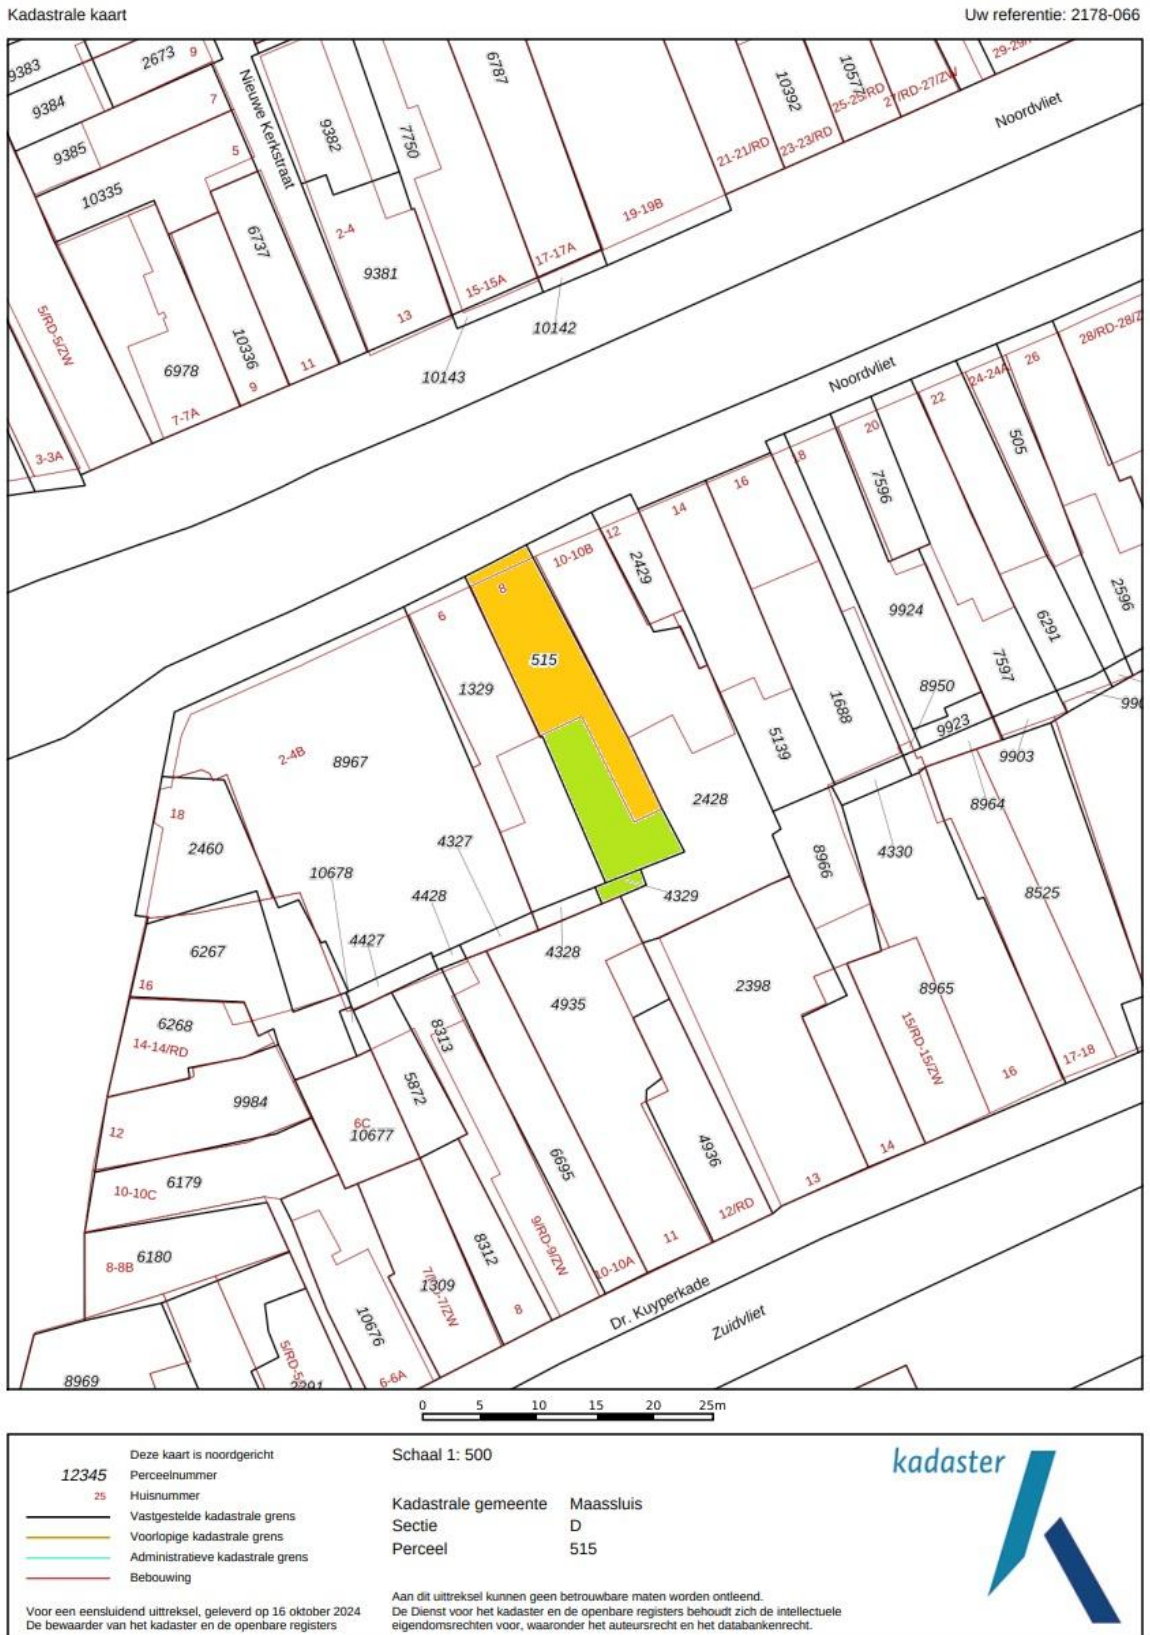 Kadastrale kaart
Uw referentie: 2178-066
9383
2673
9
9384
7
9385
5
10335
Nieuwe Kerkstraat
9382
7750
6787
10392
10577
25-25/RD
27/RD-27/ZW
21-21/RD
23-23/RD
Noordvliet
19-19B
17-17A
15-15A
2-4
9381
13
6737
10336
11
9
6978
7-7A
5/RD-5/ZW
3-3A
10142
10143
Noordvliet
28/RD-28/Z
26
24-24A
22
20
18
16
14
12
10-10B
8
6
505
7596
2429
515
1329
9924
6291
2596
7597
8950
9923
990
9903
1688
5139
8964
2-4B
8967
18
2460
2428
4327
10678
4428
4329
8966
4330
8525
6267
4427
4328
16
4935
2398
8965
6268
14-14/RD
8313
15/RD-15/ZW
17-18
16
9984
5872
12
6C
10677
4936
14
6179
10-10C
6695
13
12/RD
11
6180
8-8B
8312
9/RD-9/ZW
10-10A
1309
8
10676
Dr. Kuyperkade
Zuidvliet
8969
6-6A
0 5 10 15 20 25m
Deze kaart is noordgericht
12345 Perceelnummer
25 Huisnummer
Vastgestelde kadastrale grens
Voorlopige kadastrale grens
Administratieve kadastrale grens
Bebouwing
Voor een eensluidend uittreksel, geleverd op 16 oktober 2024
De bewaarder van het kadaster en de openbare registers
Schaal 1: 500
Kadastrale gemeente Maassluis
Sectie D
Perceel 515
Aan dit uittreksel kunnen geen betrouwbare maten worden ontleend.
De Dienst voor het kadaster en de openbare registers behoudt zich de intellectuele
eigendomsrechten voor, waaronder het auteursrecht en het databankenrecht.
kadaster